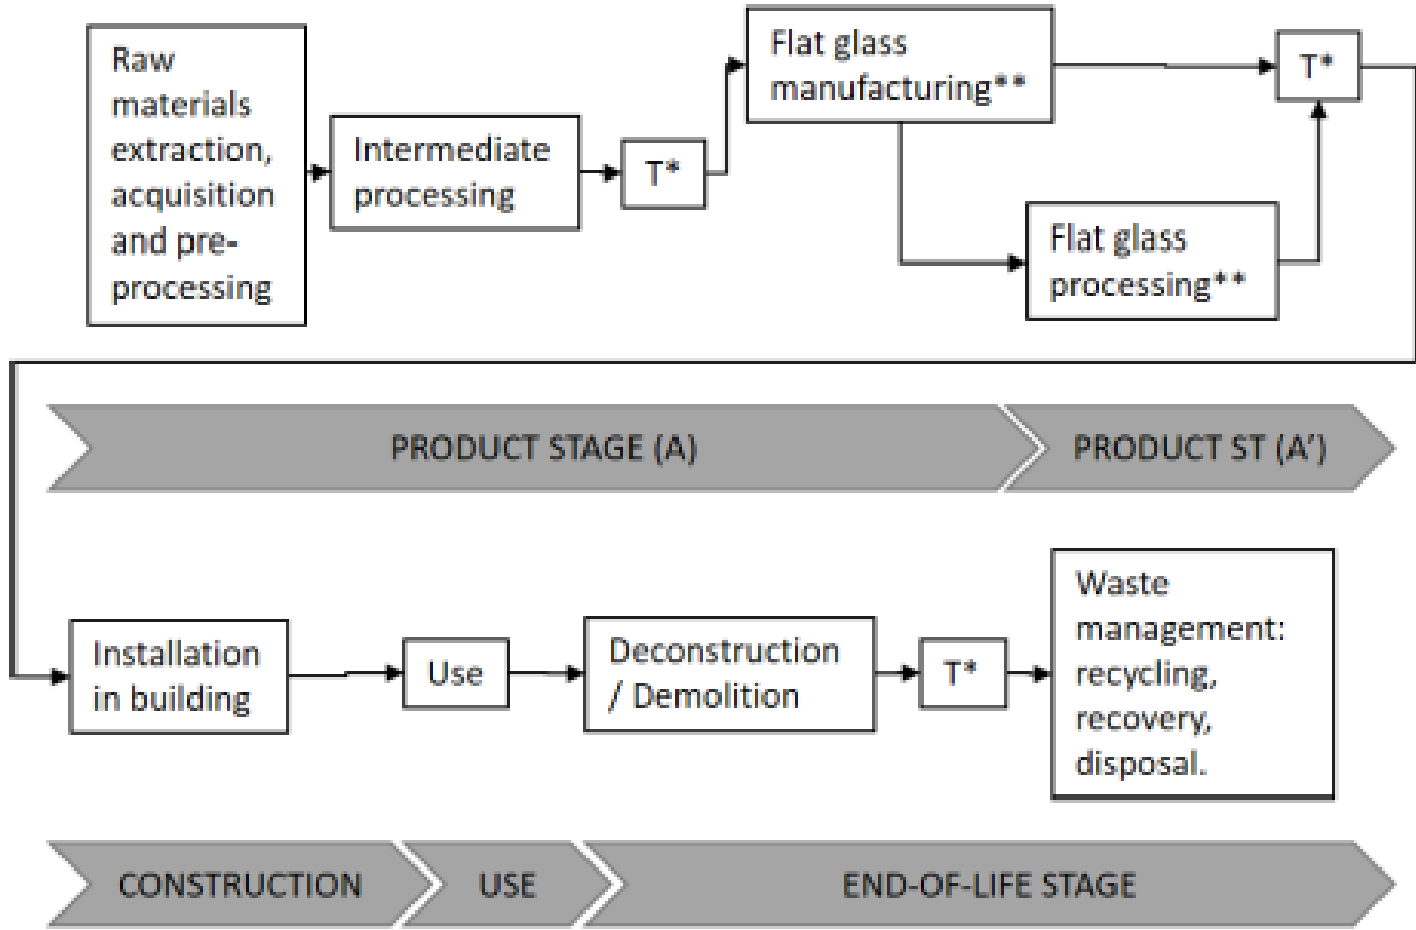 Raw
materials
extraction,
acquisition
and pre-
processing
Intermediate
processing
T*
Flat glass
manufacturing**
T*
Flat glass
processing**
PRODUCT STAGE (A)
PRODUCT ST (A’)
Installation
in building
Use
Deconstruction
/ Demolition
T*
Waste
management:
recycling,
recovery,
disposal.
CONSTRUCTION
USE
END-OF-LIFE STAGE